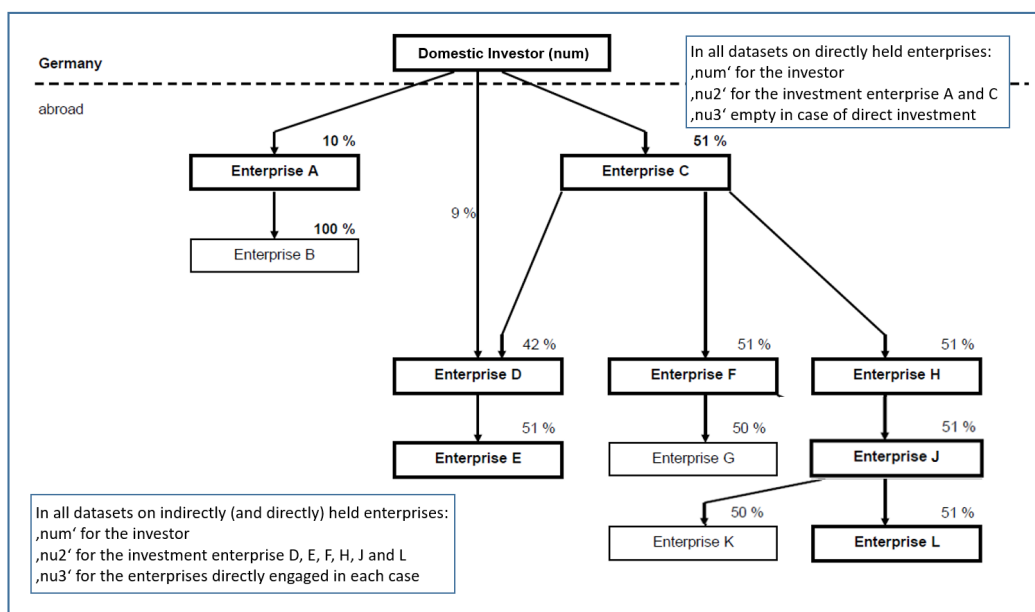 Domestic Investor (num)
Germany
abroad
In all datasets on directly held enterprises:
‚num‘ for the investor
‚nu2‘ for the investment enterprise A and C
‚nu3‘ empty in case of direct investment
10 %
51 %
Enterprise A
Enterprise C
9 %
100 %
Enterprise B
42 %
51 %
51 %
Enterprise D
Enterprise F
Enterprise H
51 %
50 %
51 %
Enterprise E
Enterprise G
Enterprise J
50 %
51 %
Enterprise K
Enterprise L
In all datasets on indirectly (and directly) held enterprises:
‚num‘ for the investor
‚nu2‘ for the investment enterprise D, E, F, H, J and L
‚nu3‘ for the enterprises directly engaged in each case